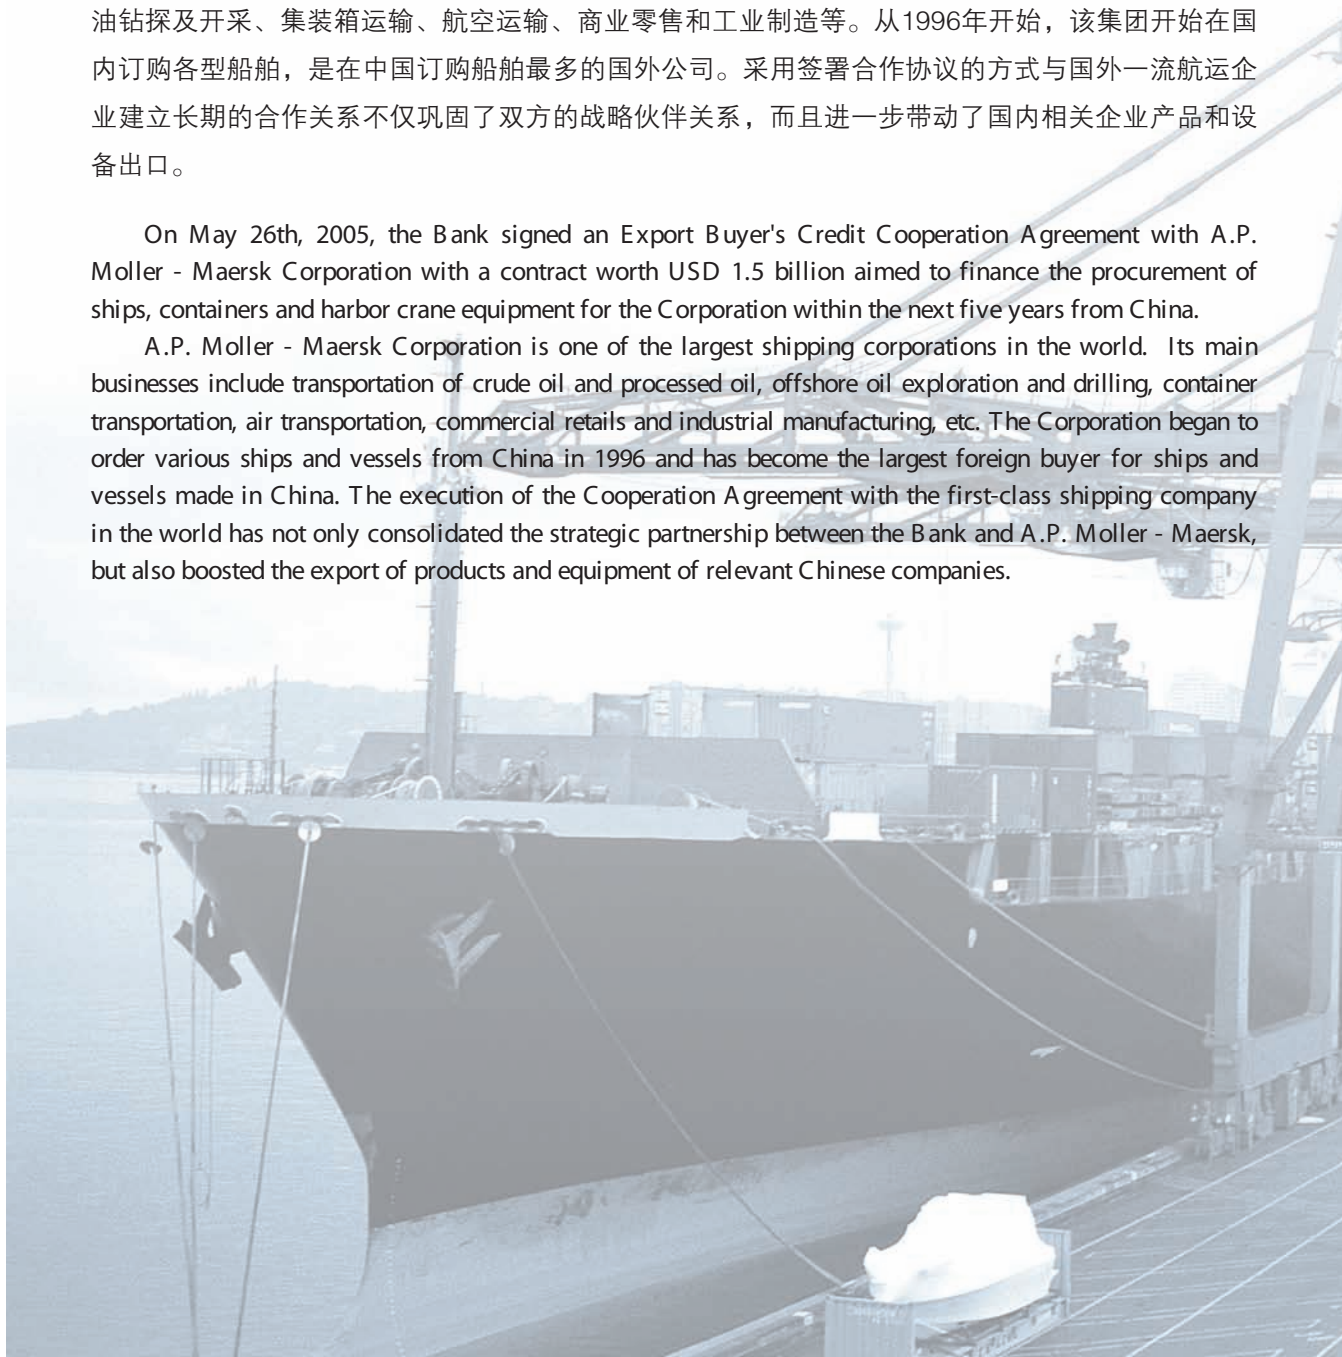 油钻探及开采、集装箱运输、航空运输、商业零售和工业制造等。从1996年开始，该集团开始在国
内订购各型船舶，是在中国订购船舶最多的国外公司。采用签署合作协议的方式与国外一流航运企
业建立长期的合作关系不仅巩固了双方的战略伙伴关系，而且进一步带动了国内相关企业产品和设
备出口。
On May 26th, 2005, the Bank signed an Export Buyer's Credit Cooperation Agreement with A.P.
Moller - Maersk Corporation with a contract worth USD 1.5 billion aimed to finance the procurement of
ships, containers and harbor crane equipment for the Corporation within the next five years from China.
A.P. Moller - Maersk Corporation is one of the largest shipping corporations in the world. Its main
businesses include transportation of crude oil and processed oil, offshore oil exploration and drilling, container
transportation, air transportation, commercial retails and industrial manufacturing, etc. The Corporation began to
order various ships and vessels from China in 1996 and has become the largest foreign buyer for ships and
vessels made in China. The execution of the Cooperation Agreement with the first-class shipping company
in the world has not only consolidated the strategic partnership between the Bank and A.P. Moller - Maersk,
but also boosted the export of products and equipment of relevant Chinese companies.